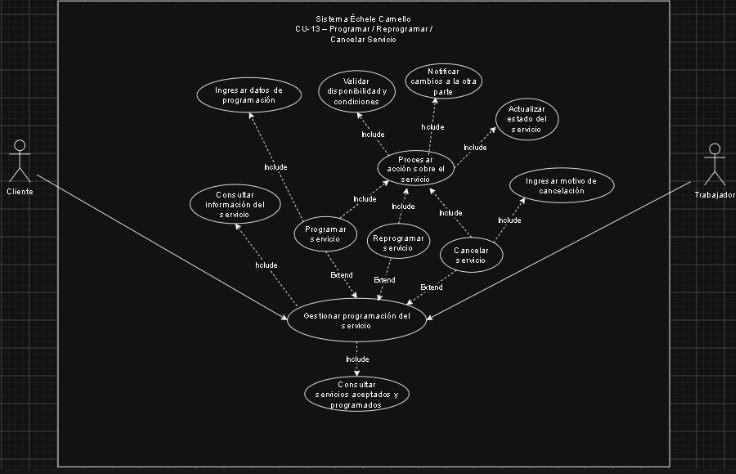 Sistema Échele Camello
CU-13 – Programar / Reprogramar /
Cancelar Servicio
Notificar
cambios a la otra
parte
Validar
disponibilidad y
condiciones
Ingresar datos de
programación
Actualizar
estado del
servicio
Include
Include
Include
Procesar
acción sobre el
servicio
Include
Cliente
Trabajador
Ingresar motivo de
cancelación
Consultar
información del
servicio
Include
Include
Include
Include
Programar
servicio
Reprogramar
servicio
Cancelar
servicio
Include
Extend
Extend
Extend
Gestionar programación del
servicio
Include
Consultar
servicios aceptados y
programados